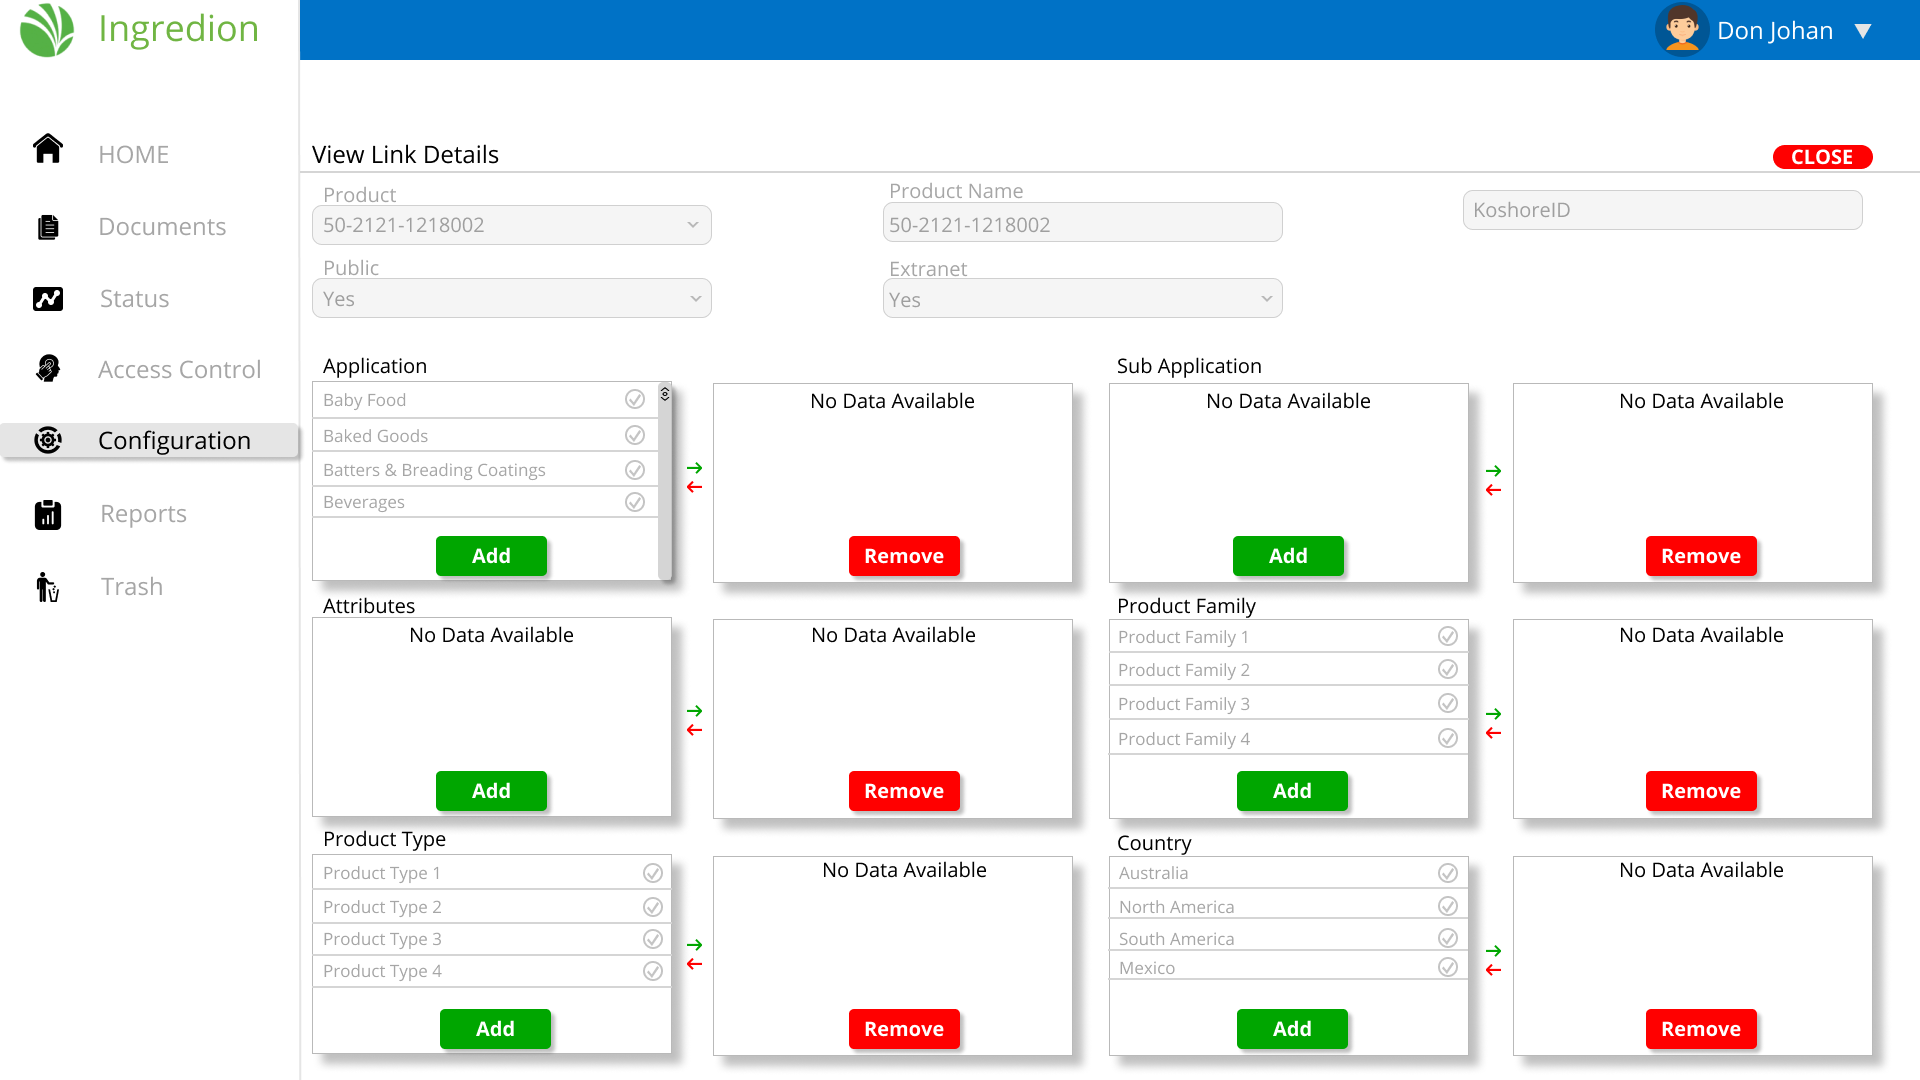 Ingredion
Don Johan
HOME
Documents
Status
Access Control
Configuration
Reports
Trash
View Link Details
CLOSE
Product
50-2121-1218002
Product Name
50-2121-1218002
KoshoreID
Public
Yes
Extranet
Yes
Application
Baby Food
Baked Goods
Batters & Breading Coatings
Beverages
Add
No Data Available
Remove
Sub Application
No Data Available
Add
No Data Available
Remove
Attributes
No Data Available
Add
No Data Available
Remove
Product Family
Product Family 1
Product Family 2
Product Family 3
Product Family 4
Add
No Data Available
Remove
Product Type
Product Type 1
Product Type 2
Product Type 3
Product Type 4
Add
No Data Available
Remove
Country
Australia
North America
South America
Mexico
Add
No Data Available
Remove